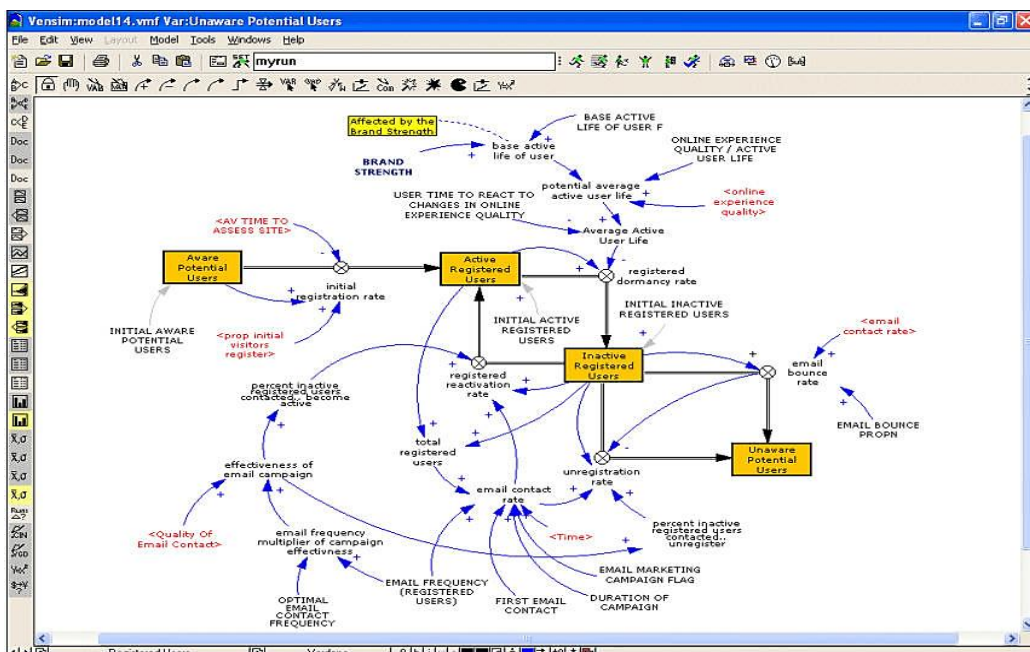 Vensim:model14.vmf Var:Unaware Potential Users
File Edit View Layout Model Tools Windows Help
myrun
Affected by the
Brand Strength
BASE ACTIVE
LIFE OF USER F
base active
life of user
BRAND
STRENGTH
ONLINE EXPERIENCE
QUALITY / ACTIVE
USER LIFE
potential average
active user life
USER TIME TO REACT TO
CHANGES IN ONLINE
EXPERIENCE QUALITY
<online
experience
quality>
<AV TIME TO
ASSESS SITE>
Average Active
User Life
Aware
Potential
Users
Active
Registered
Users
registered
dormancy rate
initial
registration rate
INITIAL AWARE
POTENTIAL
USERS
INITIAL ACTIVE
REGISTERED
USERS
INITIAL INACTIVE
REGISTERED USERS
<prop initial
visitors
register>
<email
contact rate>
Inactive
Registered
Users
registered
reactivation
rate
email
bounce
rate
percent inactive
registered users
contacted.. become
active
EMAIL BOUNCE
PROPN
total
registered
users
Unaware
Potential
Users
effectiveness of
email campaign
unregistration
rate
email contact
rate
<Quality Of
Email Contact>
email frequency
multiplier of campaign
effectivness
<Time>
percent inactive
registered users
contacted..
unregister
EMAIL MARKETING
CAMPAIGN FLAG
EMAIL FREQUENCY
(REGISTERED
USERS)
FIRST EMAIL
CONTACT
DURATION OF
CAMPAIGN
OPTIMAL
EMAIL
CONTACT
FREQUENCY